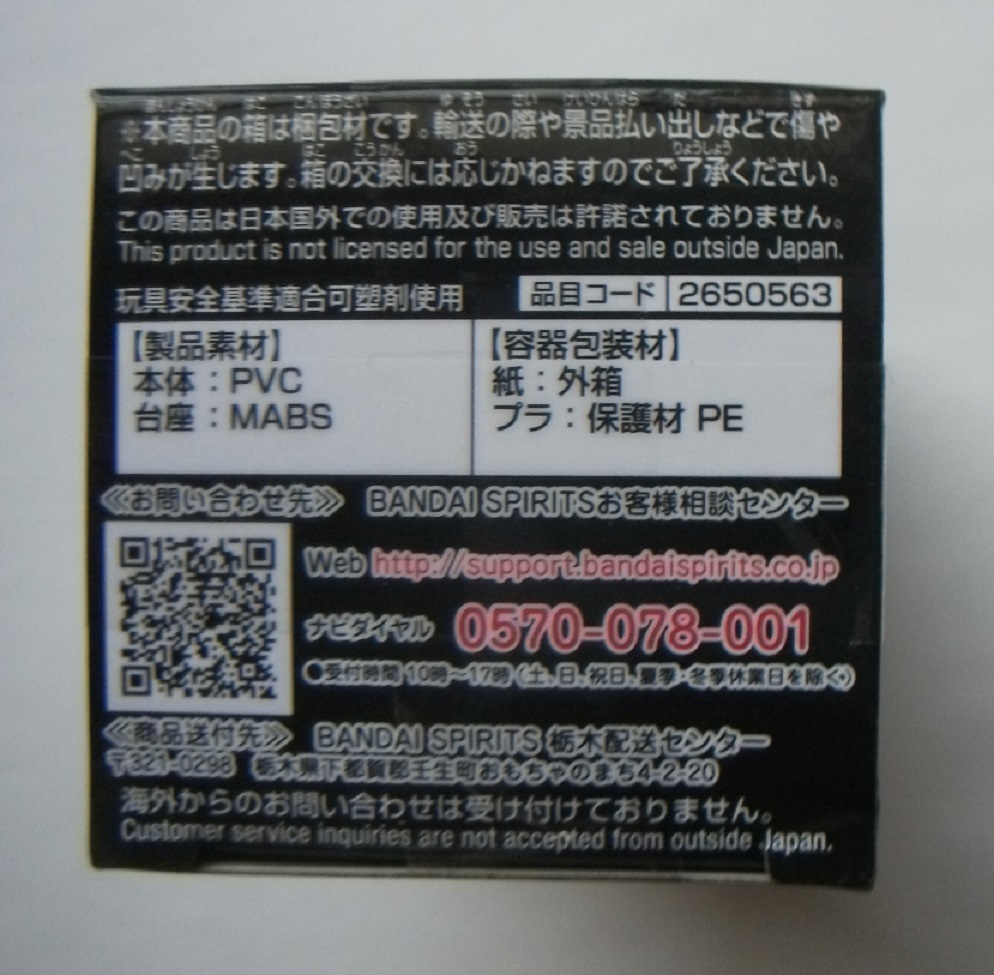 ※本商品の箱は梱包材です。輸送の際や景品払い出しなどで傷や
凹みが生じます。箱の交換には応じかねますのでご了承ください。
この商品は日本国外での使用及び販売は許諾されておりません。
This product is not licensed for the use and sale outside Japan.
玩具安全基準適合可塑剤使用 品目コード 2650563
【製品素材】
本体：PVC
台座：MABS
【容器包装材】
紙：外箱
プラ：保護材 PE
≪お問い合わせ先≫ BANDAI SPIRITSお客様相談センター
Web http://support.bandaispirits.co.jp
ナビダイヤル 0570-078-001
●受付時間 10時～17時（土、日、祝日、夏季・冬季休業日を除く）
≪商品送付先≫ BANDAI SPIRITS 栃木配送センター
〒321-0298 栃木県下都賀郡壬生町おもちゃのまち4-2-20
海外からのお問い合わせは受け付けておりません。
Customer service inquiries are not accepted from outside Japan.